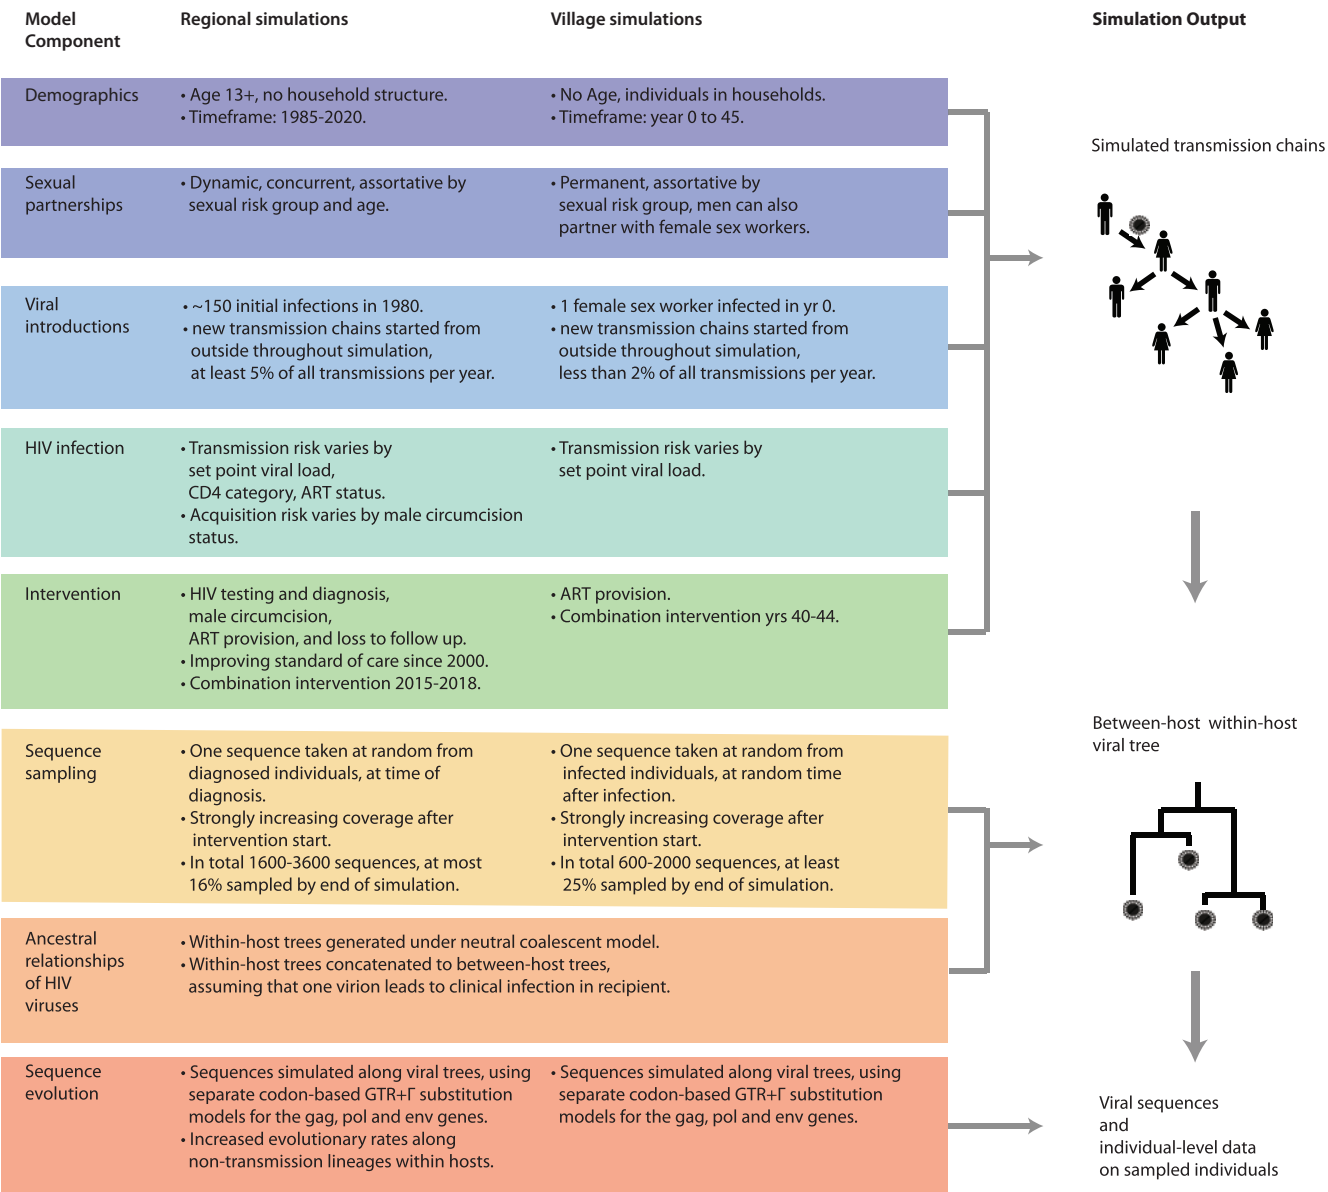 Model
Component
Regional simulations
Village simulations
Simulation Output
Demographics
• Age 13+, no household structure.
• Timeframe: 1985-2020.
• No Age, individuals in households.
• Timeframe: year 0 to 45.
Sexual
partnerships
• Dynamic, concurrent, assortative by
sexual risk group and age.
• Permanent, assortative by
sexual risk group, men can also
partner with female sex workers.
Viral
introductions
• ~150 initial infections in 1980.
• new transmission chains started from
outside throughout simulation,
at least 5% of all transmissions per year.
• 1 female sex worker infected in yr 0.
• new transmission chains started from
outside throughout simulation,
less than 2% of all transmissions per year.
HIV infection
• Transmission risk varies by
set point viral load,
CD4 category, ART status.
• Acquisition risk varies by male circumcision
status.
• Transmission risk varies by
set point viral load.
Intervention
• HIV testing and diagnosis,
male circumcision,
ART provision, and loss to follow up.
• Improving standard of care since 2000.
• Combination intervention 2015-2018.
• ART provision.
• Combination intervention yrs 40-44.
Sequence
sampling
• One sequence taken at random from
diagnosed individuals, at time of
diagnosis.
• Strongly increasing coverage after
intervention start.
• In total 1600-3600 sequences, at most
16% sampled by end of simulation.
• One sequence taken at random from
infected individuals, at random time
after infection.
• Strongly increasing coverage after
intervention start.
• In total 600-2000 sequences, at least
25% sampled by end of simulation.
Ancestral
relationships
of HIV
viruses
• Within-host trees generated under neutral coalescent model.
• Within-host trees concatenated to between-host trees,
assuming that one virion leads to clinical infection in recipient.
Sequence
evolution
• Sequences simulated along viral trees, using
separate codon-based GTR+Γ substitution
models for the gag, pol and env genes.
• Increased evolutionary rates along
non-transmission lineages within hosts.
• Sequences simulated along viral trees, using
separate codon-based GTR+Γ substitution
models for the gag, pol and env genes.
Simulated transmission chains
Between-host within-host
viral tree
Viral sequences
and
individual-level data
on sampled individuals